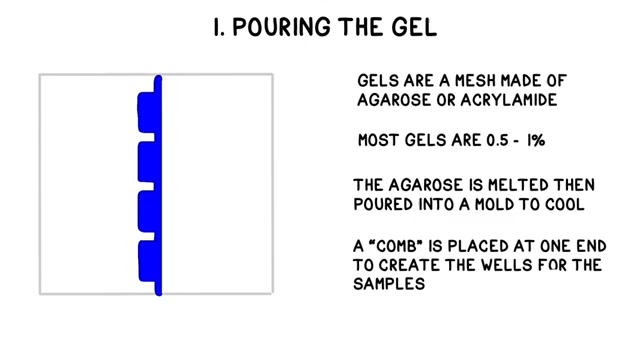 1. POURING THE GEL
GELS ARE A MESH MADE OF
AGAROSE OR ACRYLAMIDE
MOST GELS ARE 0.5 - 1%
THE AGAROSE IS MELTED THEN
POURED INTO A MOLD TO COOL
A “COMB” IS PLACED AT ONE END
TO CREATE THE WELLS FOR THE
SAMPLES